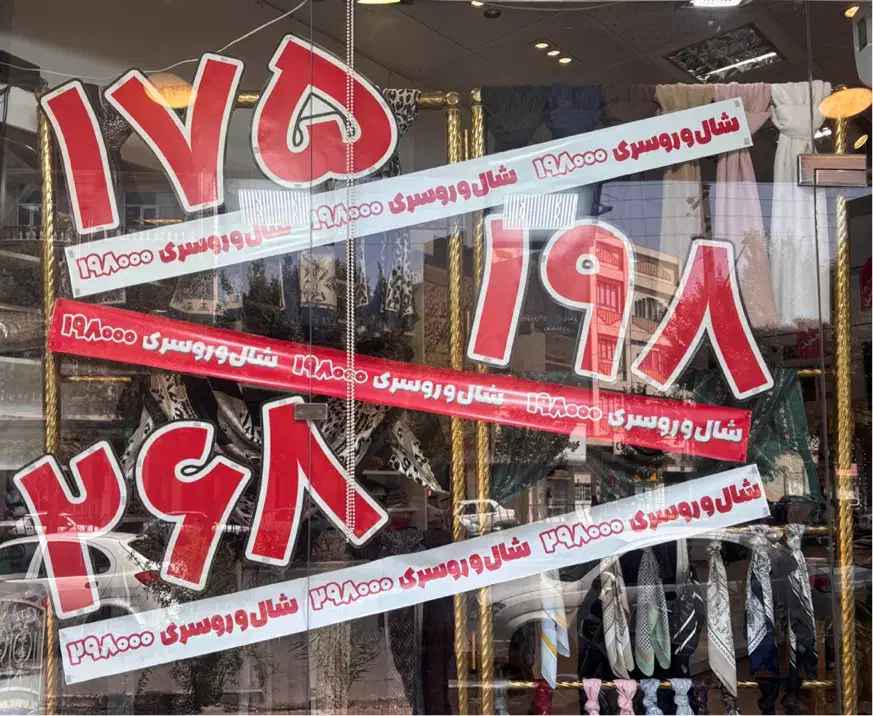 ۱۷۵
شال و روسری ۱۹۸۰۰۰ شال و روسری ۱۹۸۰۰۰ شال و روسری ۱۹۸۰۰۰
۱۹۸
شال و روسری ۱۹۸۰۰۰ شال و روسری ۱۹۸۰۰۰ شال و روسری ۱۹۸۰۰۰
۲۶۸
شال و روسری ۲۹۸۰۰۰ شال و روسری ۲۹۸۰۰۰ شال و روسری ۲۹۸۰۰۰